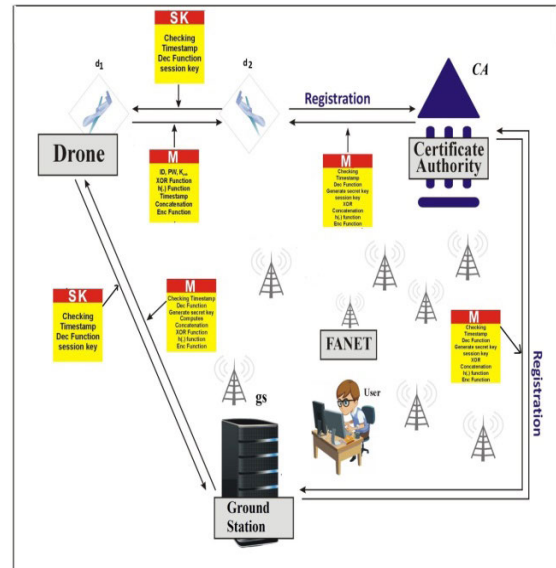 SK
Checking
Timestamp
Dec Function
session key
d1
d2
CA
Registration
Drone
Certificate
Authority
M
ID, PW, K
XOR Function
h(.) Function
Timestamp
Concatenation
Enc Function
M
Checking
Timestamp
Dec Function
Generate secret key
session key
XOR
Concatenation
h(.) function
Enc Function
SK
Checking
Timestamp
Dec Function
session key
M
Checking Timestamp
Dec Function
Generate secret key
Computes
Concatenation
XOR Function
h(.) function
Enc Function
FANET
M
Checking
Timestamp
Dec Function
Generate secret key
session key
XOR
Concatenation
h(.) function
Enc Function
Registration
gs
User
Ground
Station